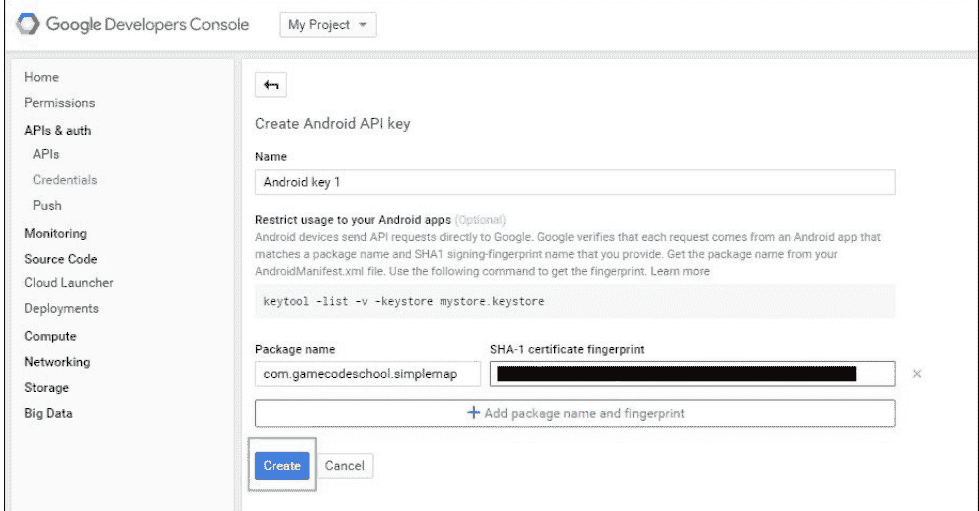 Google Developers Console
My Project
Home
Permissions
APIs & auth
APIs
Credentials
Push
Monitoring
Source Code
Cloud Launcher
Deployments
Compute
Networking
Storage
Big Data
Create Android API key
Name
Android key 1
Restrict usage to your Android apps (Optional)
Android devices send API requests directly to Google. Google verifies that each request comes from an Android app that
matches a package name and SHA1 signing-fingerprint name that you provide. Get the package name from your
AndroidManifest.xml file. Use the following command to get the fingerprint. Learn more
keytool -list -v -keystore mystore.keystore
Package name SHA-1 certificate fingerprint
com.gamecodeschool.simplemap
+ Add package name and fingerprint
Create Cancel